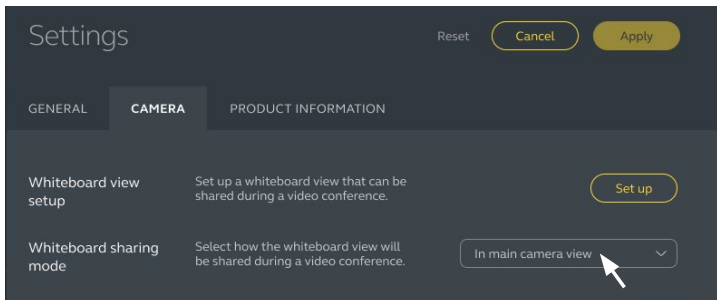 Settings
Reset
Cancel
Apply
GENERAL
CAMERA
PRODUCT INFORMATION
Whiteboard view
setup
Set up a whiteboard view that can be
shared during a video conference.
Set up
Whiteboard sharing
mode
Select how the whiteboard view will
be shared during a video conference.
In main camera view